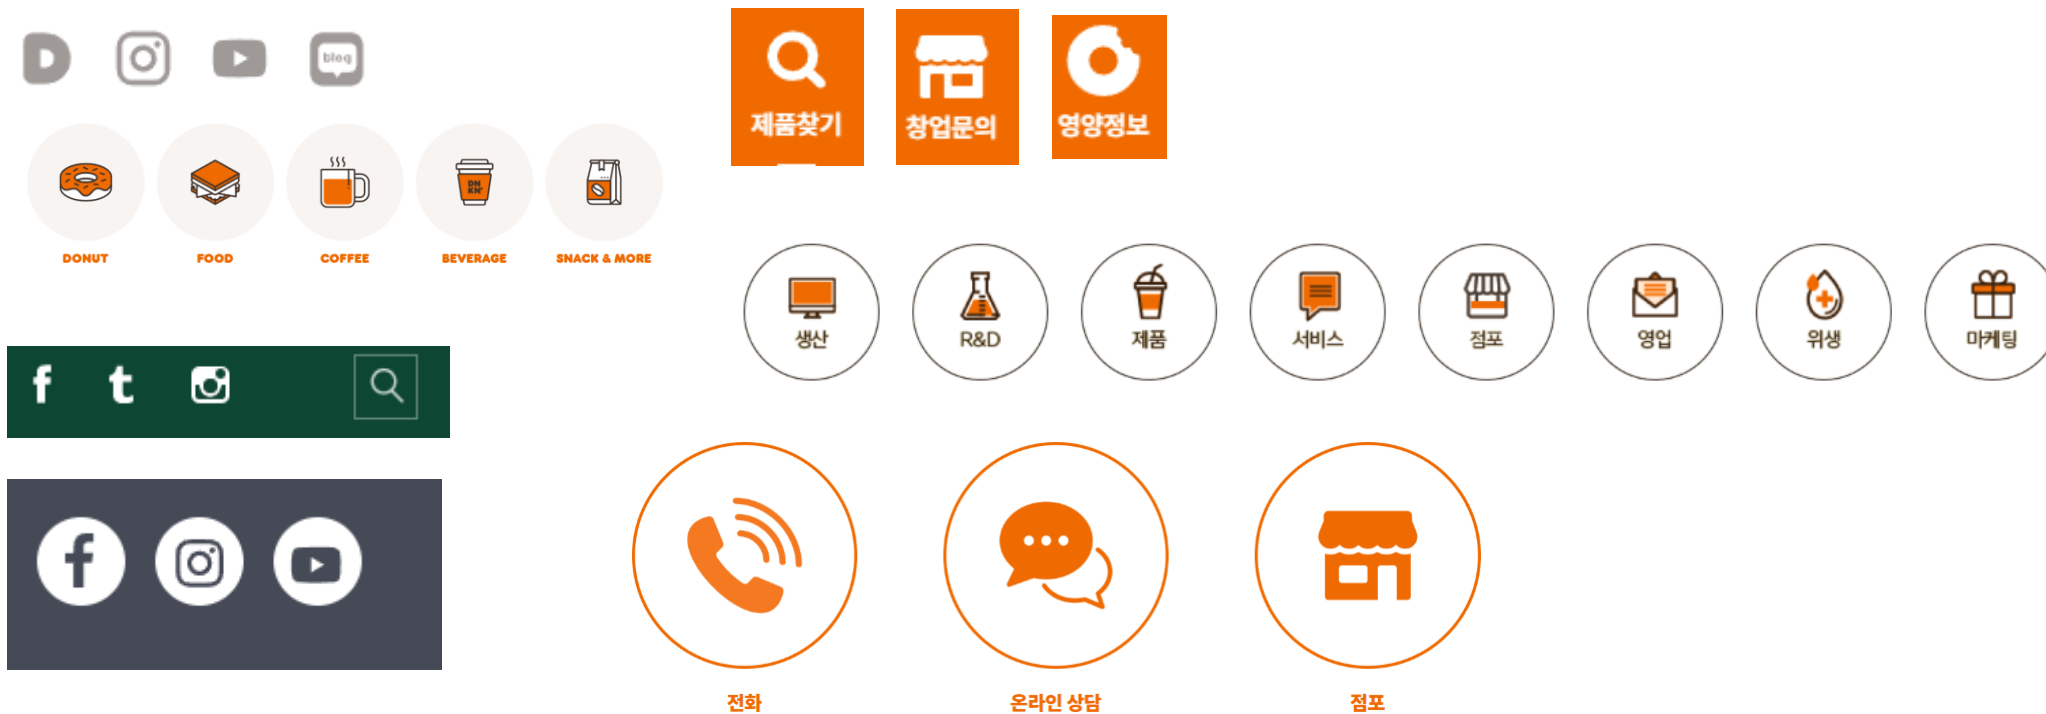 D
blog
제품찾기
창업문의
영양정보
DN
KN'
DONUT
FOOD
COFFEE
BEVERAGE
SNACK & MORE
생산
R&D
제품
서비스
점포
영업
위생
마케팅
f
t
f
전화
온라인 상담
점포